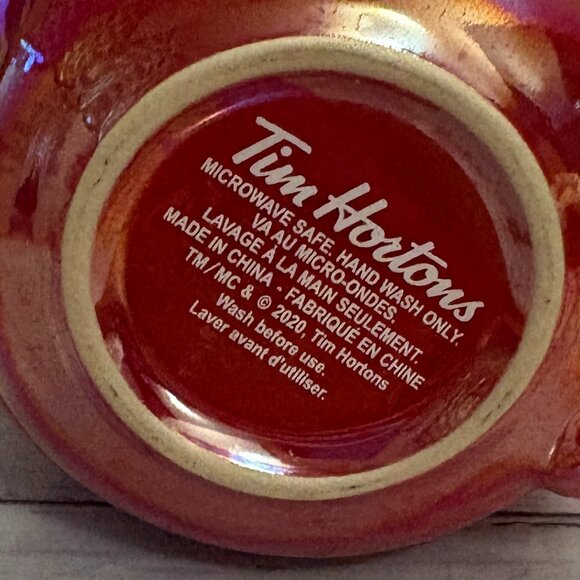 Tim Hortons
MICROWAVE SAFE. HAND WASH ONLY.
VA AU MICRO-ONDES
LAVAGE À LA MAIN SEULEMENT.
MADE IN CHINA - FABRIQUÉ EN CHINE
TM/MC & © 2020, Tim Hortons
Wash before use.
Laver avant d'utiliser.